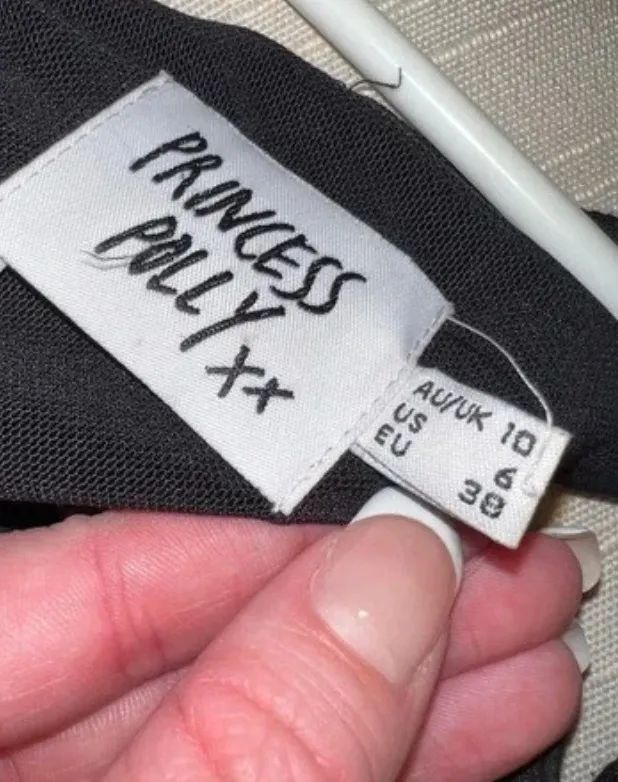 PRINCESS
POLLY
xx
AU/UK 10
US 6
EU 38